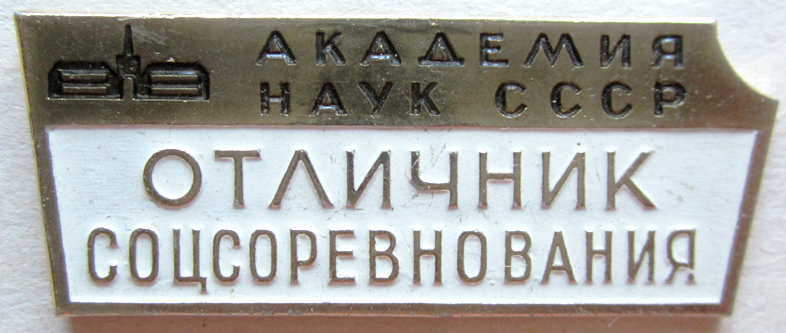 АКАДЕМИЯ
НАУК СССР
ОТЛИЧНИК
СОЦСОРЕВНОВАНИЯ